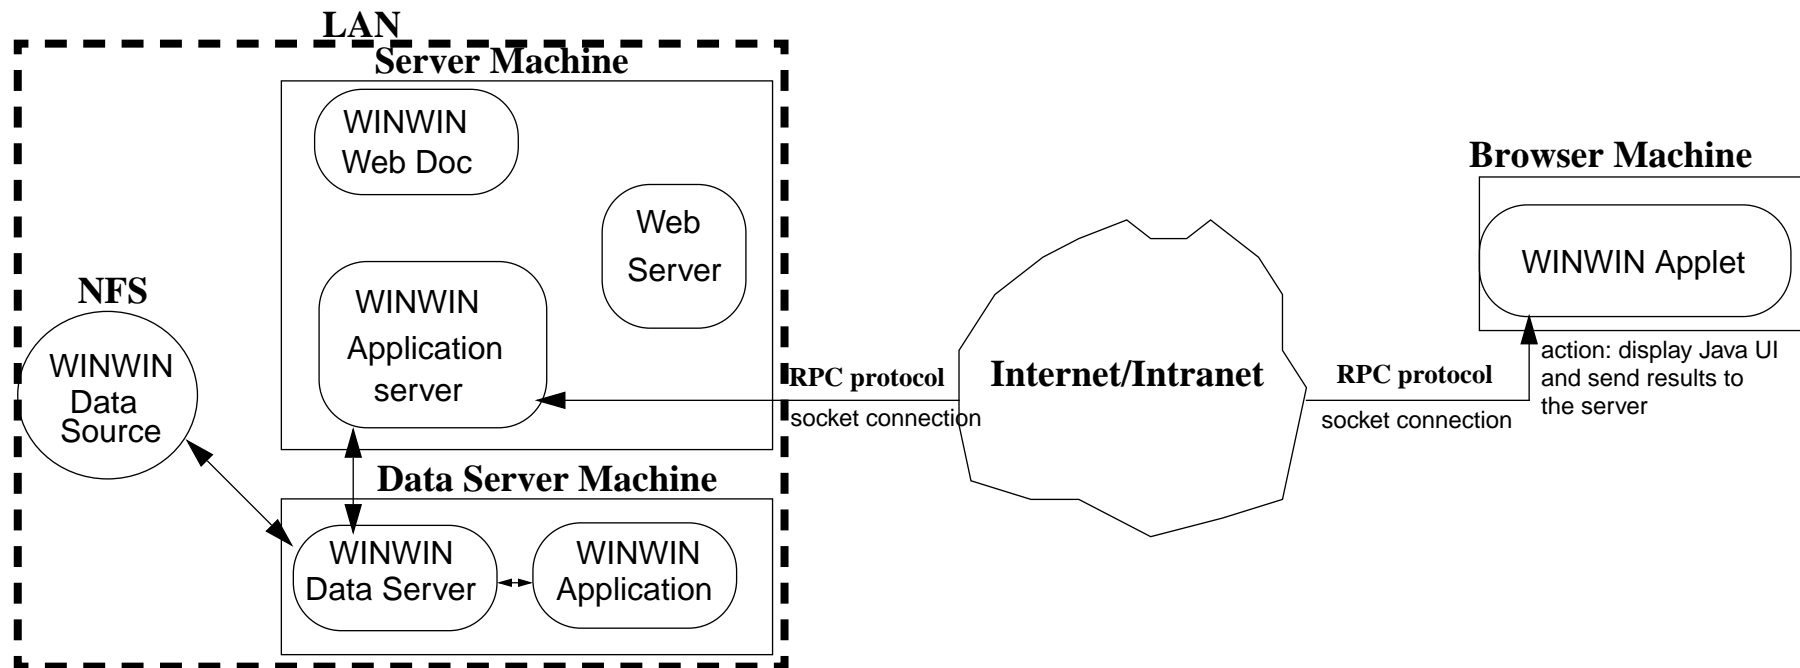 LAN
Server Machine
WINWIN
Web Doc
Web
Server
WINWIN
Application
server
NFS
WINWIN
Data
Source
Data Server Machine
WINWIN
Data Server
WINWIN
Application
RPC protocol
socket connection
Internet/Intranet
RPC protocol
socket connection
Browser Machine
WINWIN Applet
action: display Java UI
and send results to
the server